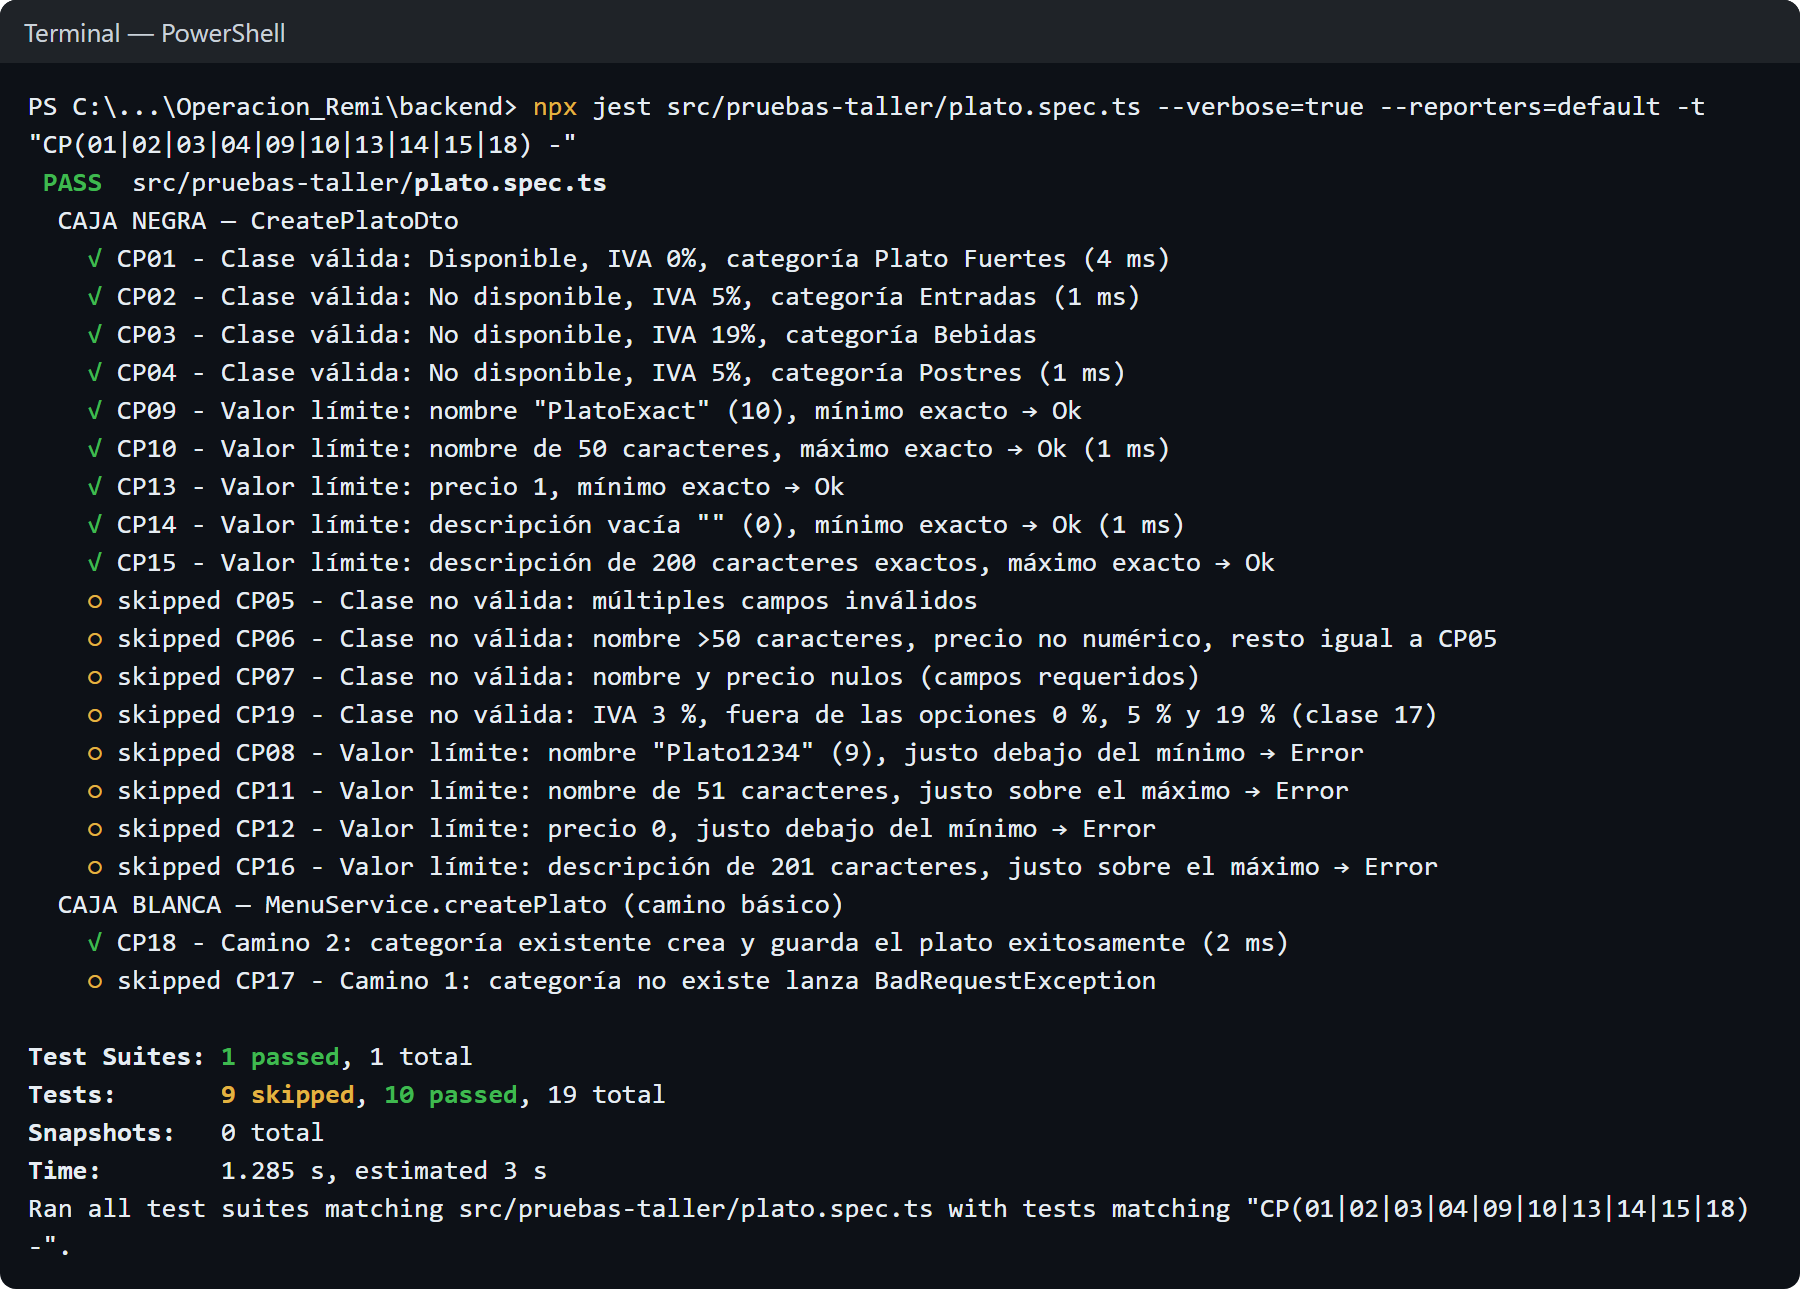 Terminal — PowerShell
PS C:\...\Operacion_Remi\backend> npx jest src/pruebas-taller/plato.spec.ts --verbose=true --reporters=default -t
"CP(01|02|03|04|09|10|13|14|15|18) -"
PASS src/pruebas-taller/plato.spec.ts
CAJA NEGRA — CreatePlatoDto
√ CP01 - Clase válida: Disponible, IVA 0%, categoría Plato Fuertes (4 ms)
√ CP02 - Clase válida: No disponible, IVA 5%, categoría Entradas (1 ms)
√ CP03 - Clase válida: No disponible, IVA 19%, categoría Bebidas
√ CP04 - Clase válida: No disponible, IVA 5%, categoría Postres (1 ms)
√ CP09 - Valor límite: nombre "PlatoExact" (10), mínimo exacto → Ok
√ CP10 - Valor límite: nombre de 50 caracteres, máximo exacto → Ok (1 ms)
√ CP13 - Valor límite: precio 1, mínimo exacto → Ok
√ CP14 - Valor límite: descripción vacía "" (0), mínimo exacto → Ok (1 ms)
√ CP15 - Valor límite: descripción de 200 caracteres exactos, máximo exacto → Ok
○ skipped CP05 - Clase no válida: múltiples campos inválidos
○ skipped CP06 - Clase no válida: nombre >50 caracteres, precio no numérico, resto igual a CP05
○ skipped CP07 - Clase no válida: nombre y precio nulos (campos requeridos)
○ skipped CP19 - Clase no válida: IVA 3 %, fuera de las opciones 0 %, 5 % y 19 % (clase 17)
○ skipped CP08 - Valor límite: nombre "Plato1234" (9), justo debajo del mínimo → Error
○ skipped CP11 - Valor límite: nombre de 51 caracteres, justo sobre el máximo → Error
○ skipped CP12 - Valor límite: precio 0, justo debajo del mínimo → Error
○ skipped CP16 - Valor límite: descripción de 201 caracteres, justo sobre el máximo → Error
CAJA BLANCA — MenuService.createPlato (camino básico)
√ CP18 - Camino 2: categoría existente crea y guarda el plato exitosamente (2 ms)
○ skipped CP17 - Camino 1: categoría no existe lanza BadRequestException
Test Suites: 1 passed, 1 total
Tests: 9 skipped, 10 passed, 19 total
Snapshots: 0 total
Time: 1.285 s, estimated 3 s
Ran all test suites matching src/pruebas-taller/plato.spec.ts with tests matching "CP(01|02|03|04|09|10|13|14|15|18)
-".